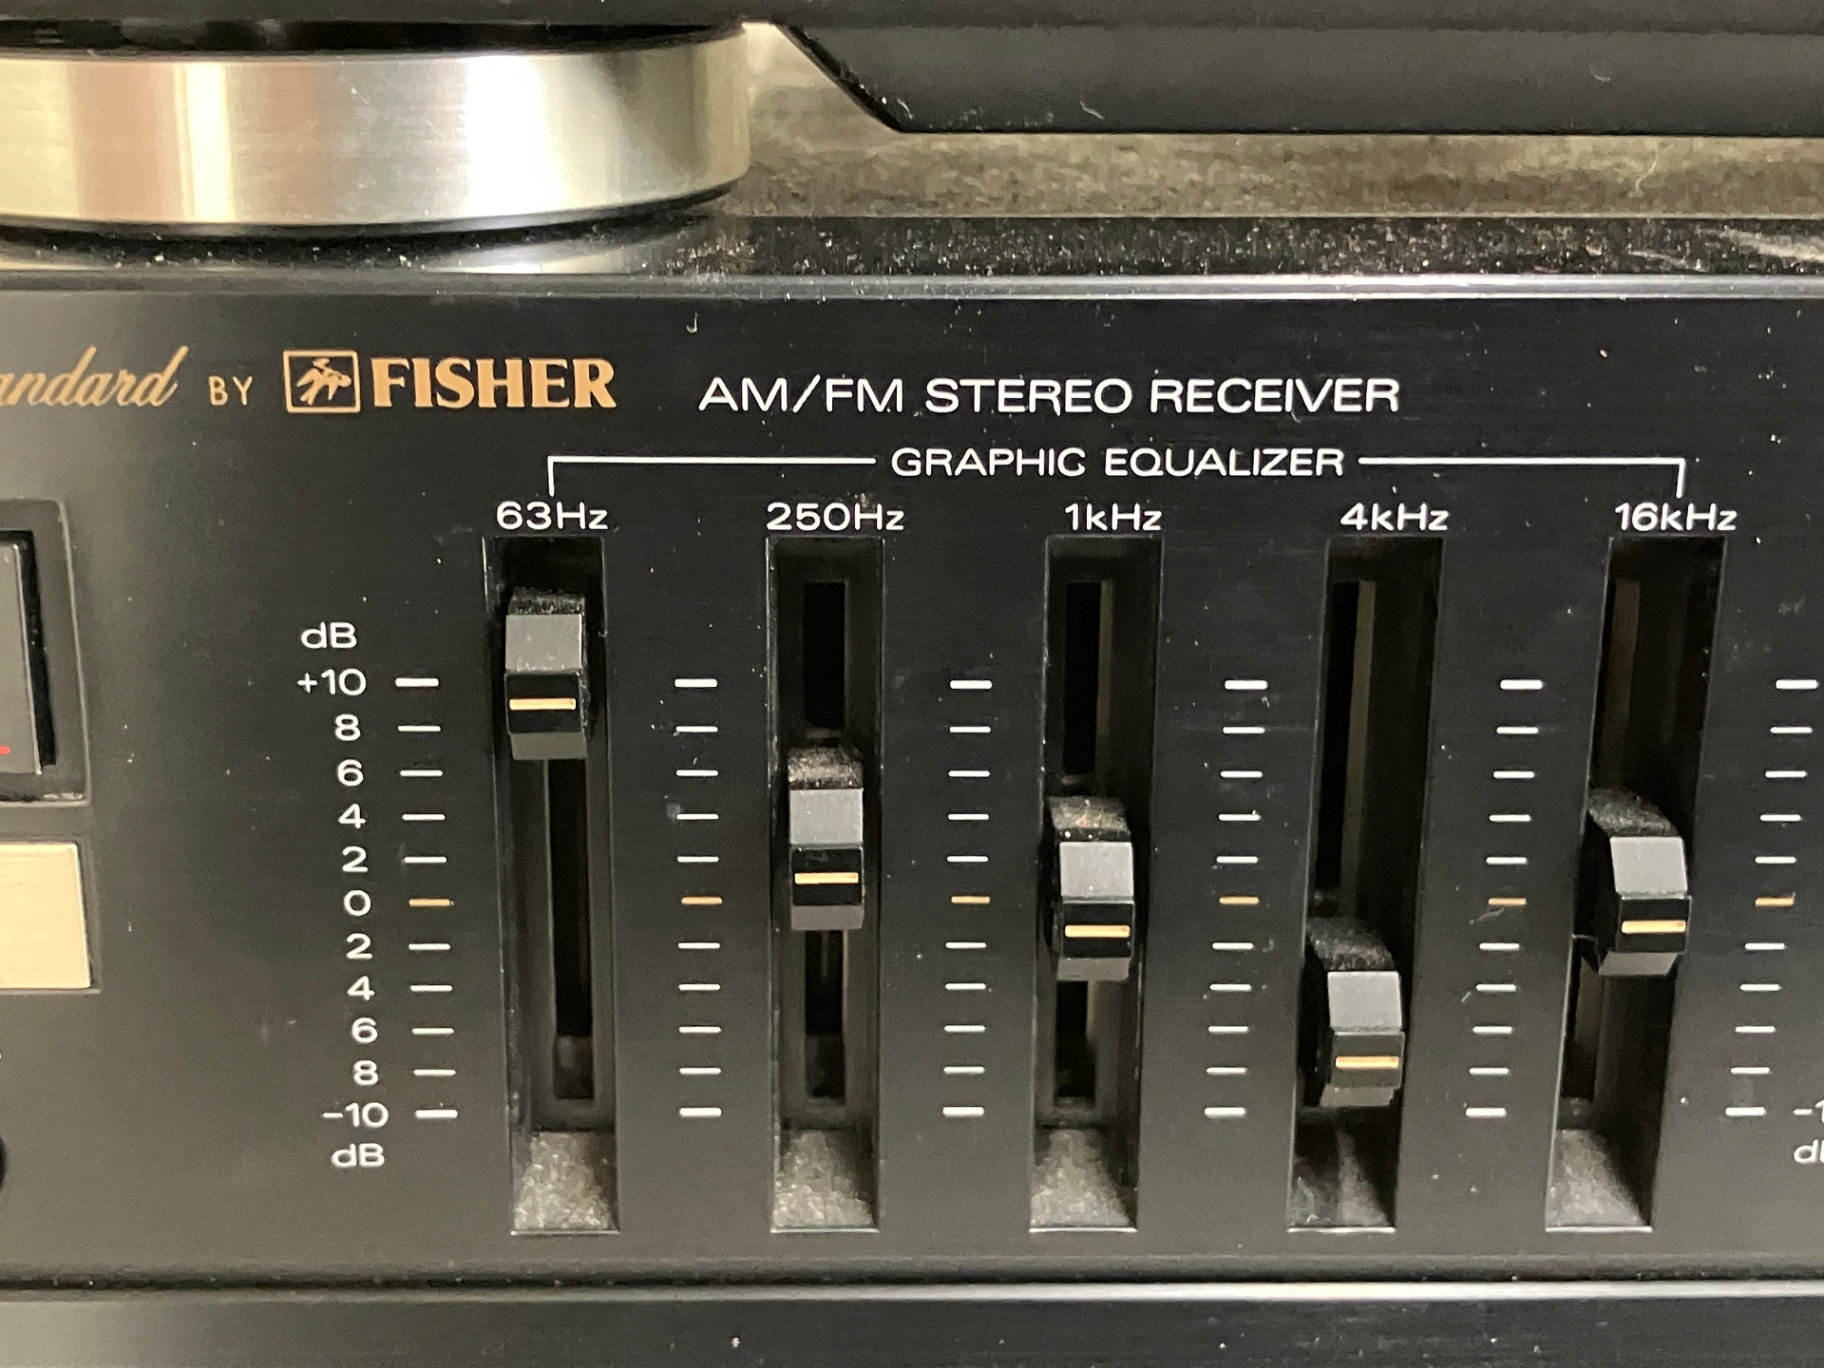 BY FISHER AM/FM STEREO RECEIVER
GRAPHIC EQUALIZER
63Hz 250Hz 1kHz 4kHz 16kHz
dB
+10
8
6
4
2
0
2
4
6
8
-10
dB